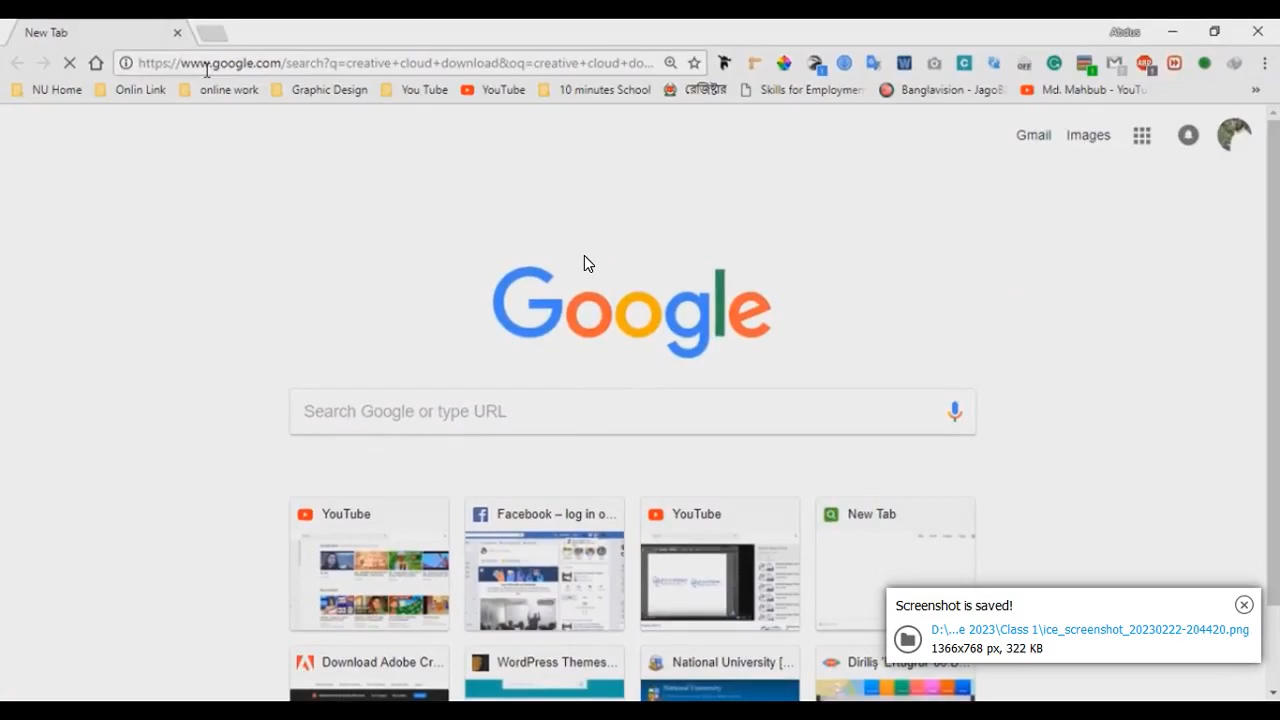 New Tab
Abdus
https://www.google.com/search?q=creative+cloud+download&oq=creative+cloud+do...
NU Home
Onlin Link
online work
Graphic Design
You Tube
YouTube
10 minutes School
রেজিষ্টার
Skills for Employmen
Banglavision - JagoB
Md. Mahbub - YouTu
»
Gmail
Images
Google
Search Google or type URL
YouTube
Facebook – log in o...
YouTube
New Tab
Screenshot is saved!
D:\...e 2023\Class 1\ice_screenshot_20230222-204420.png
1366x768 px, 322 KB
Download Adobe Cr...
WordPress Themes...
National University [...